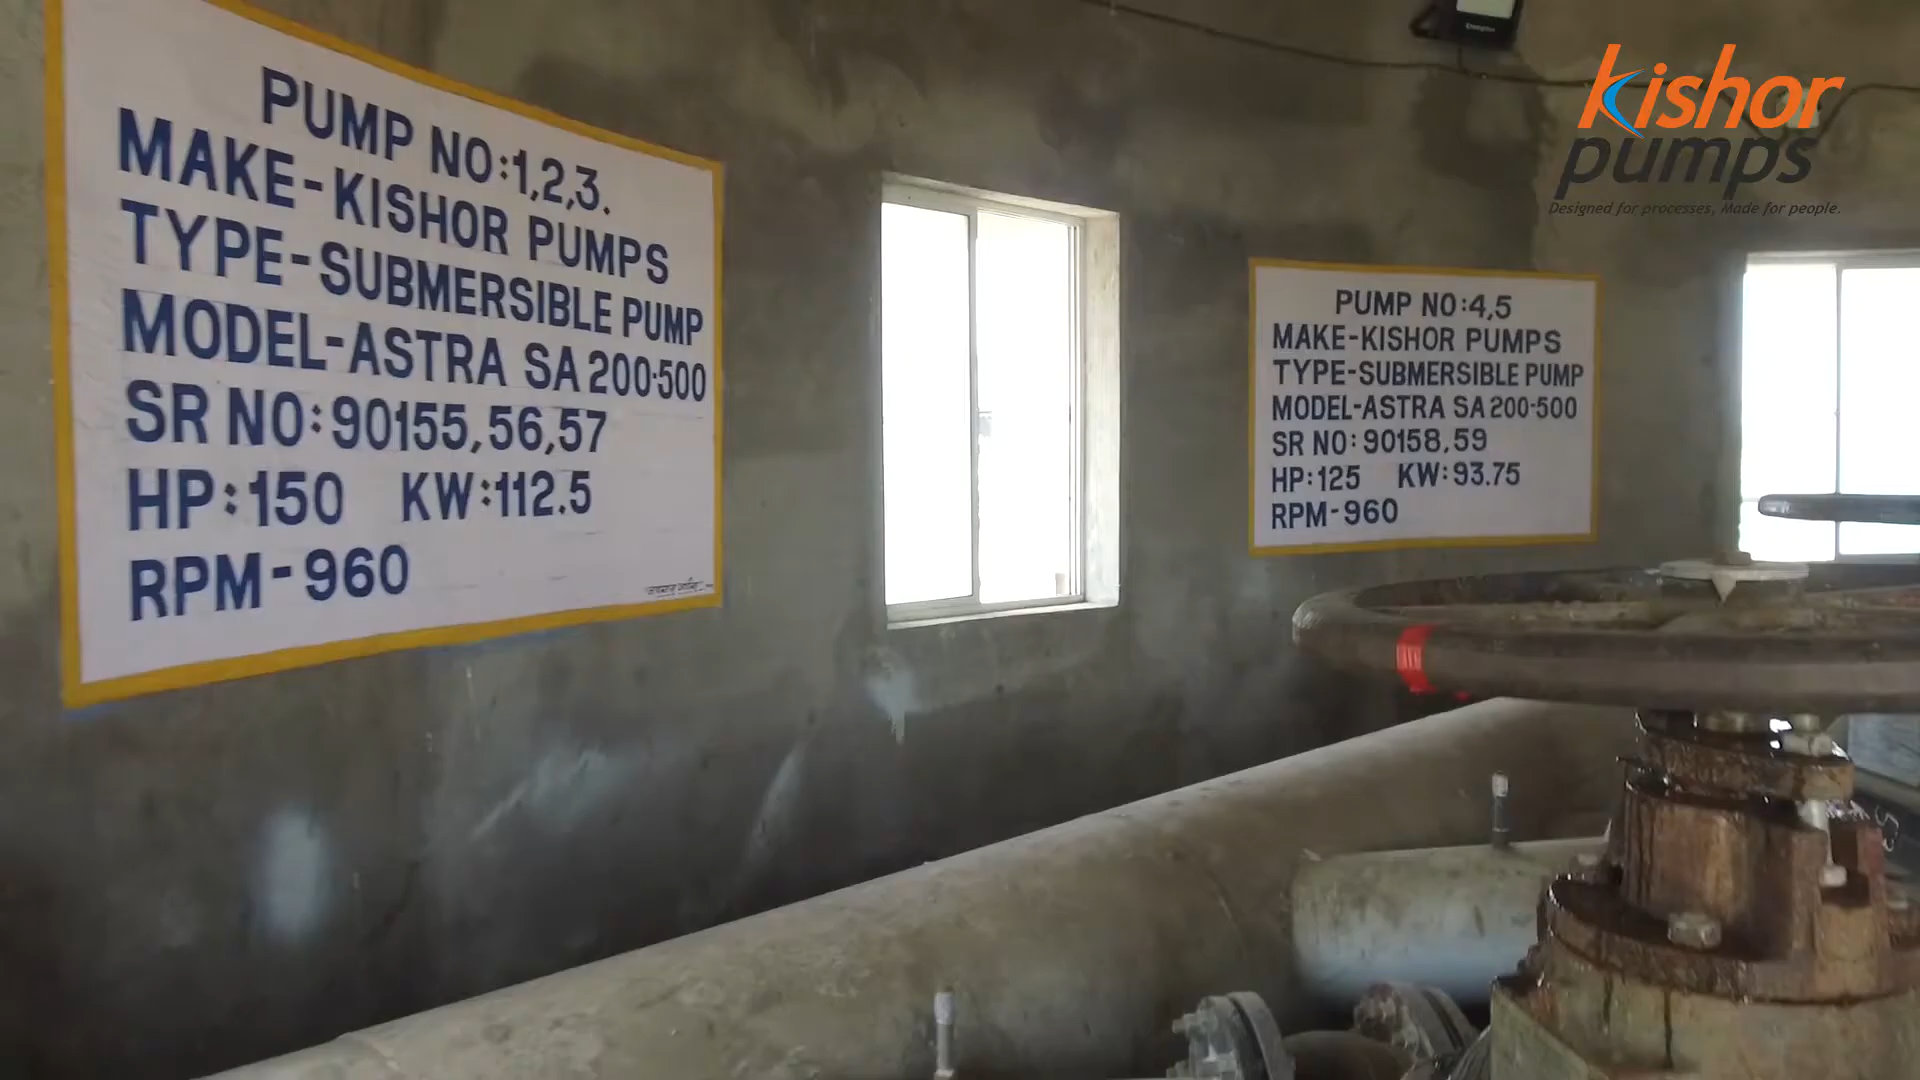 PUMP NO:1,2,3.
MAKE-KISHOR PUMPS
TYPE-SUBMERSIBLE PUMP
MODEL-ASTRA SA 200-500
SR NO:90155,56,57
HP:150 KW:112.5
RPM-960
PUMP NO:4,5
MAKE-KISHOR PUMPS
TYPE-SUBMERSIBLE PUMP
MODEL-ASTRA SA 200-500
SR NO:90158,59
HP:125 KW:93.75
RPM-960
kishor
pumps
Designed for processes, Made for people.